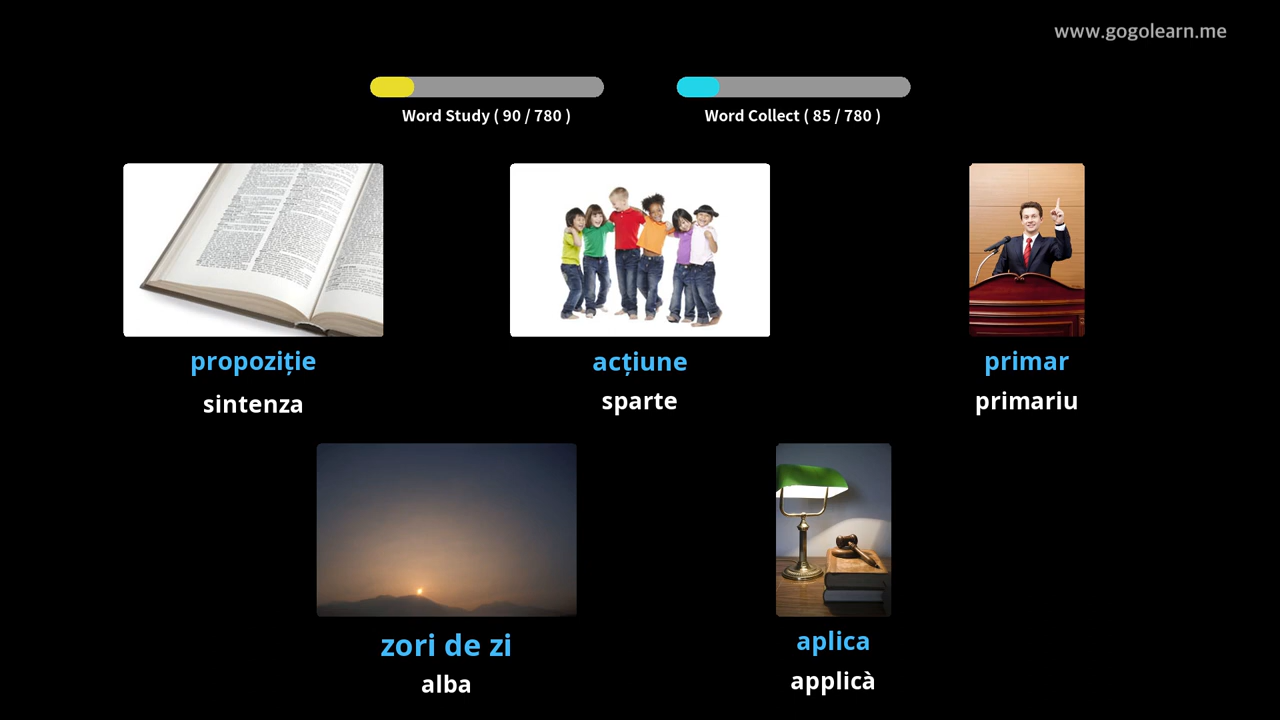 www.gogolearn.me
Word Study ( 90 / 780 )
Word Collect ( 85 / 780 )
propoziție
acțiune
primar
sintenza
sparte
primariu
zori de zi
aplica
alba
applicà